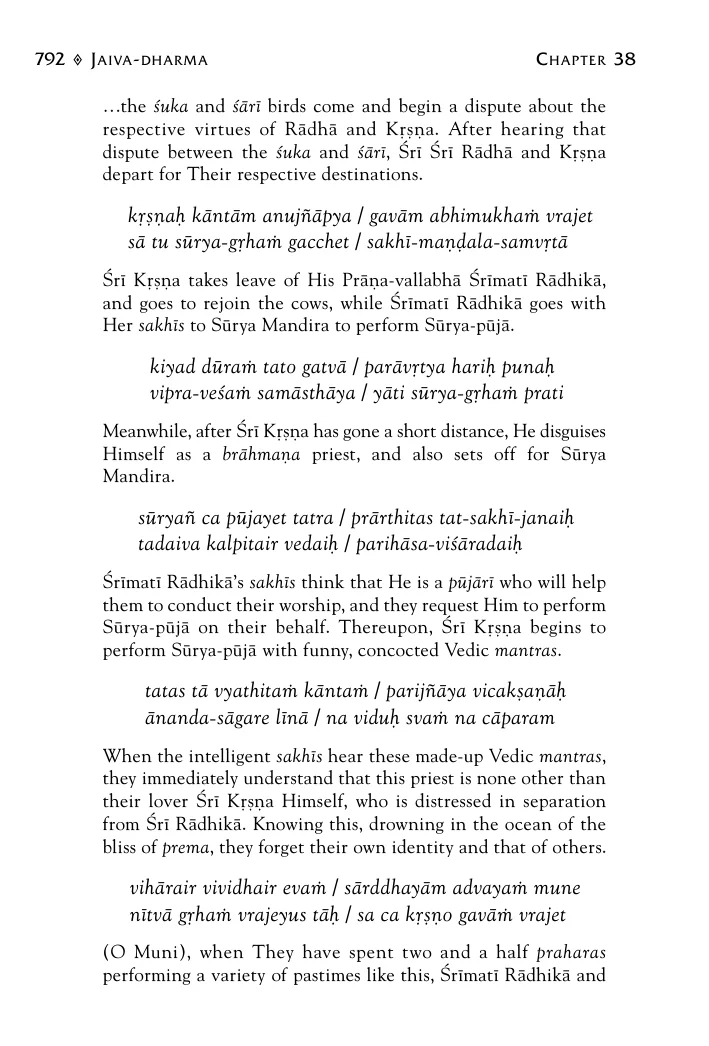 792 ◊ JAIVA-DHARMA CHAPTER 38
…the śuka and śārī birds come and begin a dispute about the
respective virtues of Rādhā and Kṛṣṇa. After hearing that
dispute between the śuka and śārī, Śrī Śrī Rādhā and Kṛṣṇa
depart for Their respective destinations.
kṛṣṇaḥ kāntām anujñāpya / gavām abhimukhaṁ vrajet
sā tu sūrya-gṛhaṁ gacchet / sakhī-maṇḍala-samvṛtā
Śrī Kṛṣṇa takes leave of His Prāṇa-vallabhā Śrīmatī Rādhikā,
and goes to rejoin the cows, while Śrīmatī Rādhikā goes with
Her sakhīs to Sūrya Mandira to perform Sūrya-pūjā.
kiyad dūraṁ tato gatvā / parāvṛtya hariḥ punaḥ
vipra-veśaṁ samāsthāya / yāti sūrya-gṛhaṁ prati
Meanwhile, after Śrī Kṛṣṇa has gone a short distance, He disguises
Himself as a brāhmaṇa priest, and also sets off for Sūrya
Mandira.
sūryañ ca pūjayet tatra / prārthitas tat-sakhī-janaiḥ
tadaiva kalpitair vedaiḥ / parihāsa-viśāradaiḥ
Śrīmatī Rādhikā's sakhīs think that He is a pūjārī who will help
them to conduct their worship, and they request Him to perform
Sūrya-pūjā on their behalf. Thereupon, Śrī Kṛṣṇa begins to
perform Sūrya-pūjā with funny, concocted Vedic mantras.
tatas tā vyathitaṁ kāntaṁ / parijñāya vicakṣaṇāḥ
ānanda-sāgare līnā / na viduḥ svaṁ na cāparam
When the intelligent sakhīs hear these made-up Vedic mantras,
they immediately understand that this priest is none other than
their lover Śrī Kṛṣṇa Himself, who is distressed in separation
from Śrī Rādhikā. Knowing this, drowning in the ocean of the
bliss of prema, they forget their own identity and that of others.
vihārair vividhair evaṁ / sārddhayām advayaṁ mune
nītvā gṛhaṁ vrajeyus tāḥ / sa ca kṛṣṇo gavāṁ vrajet
(O Muni), when They have spent two and a half praharas
performing a variety of pastimes like this, Śrīmatī Rādhikā and